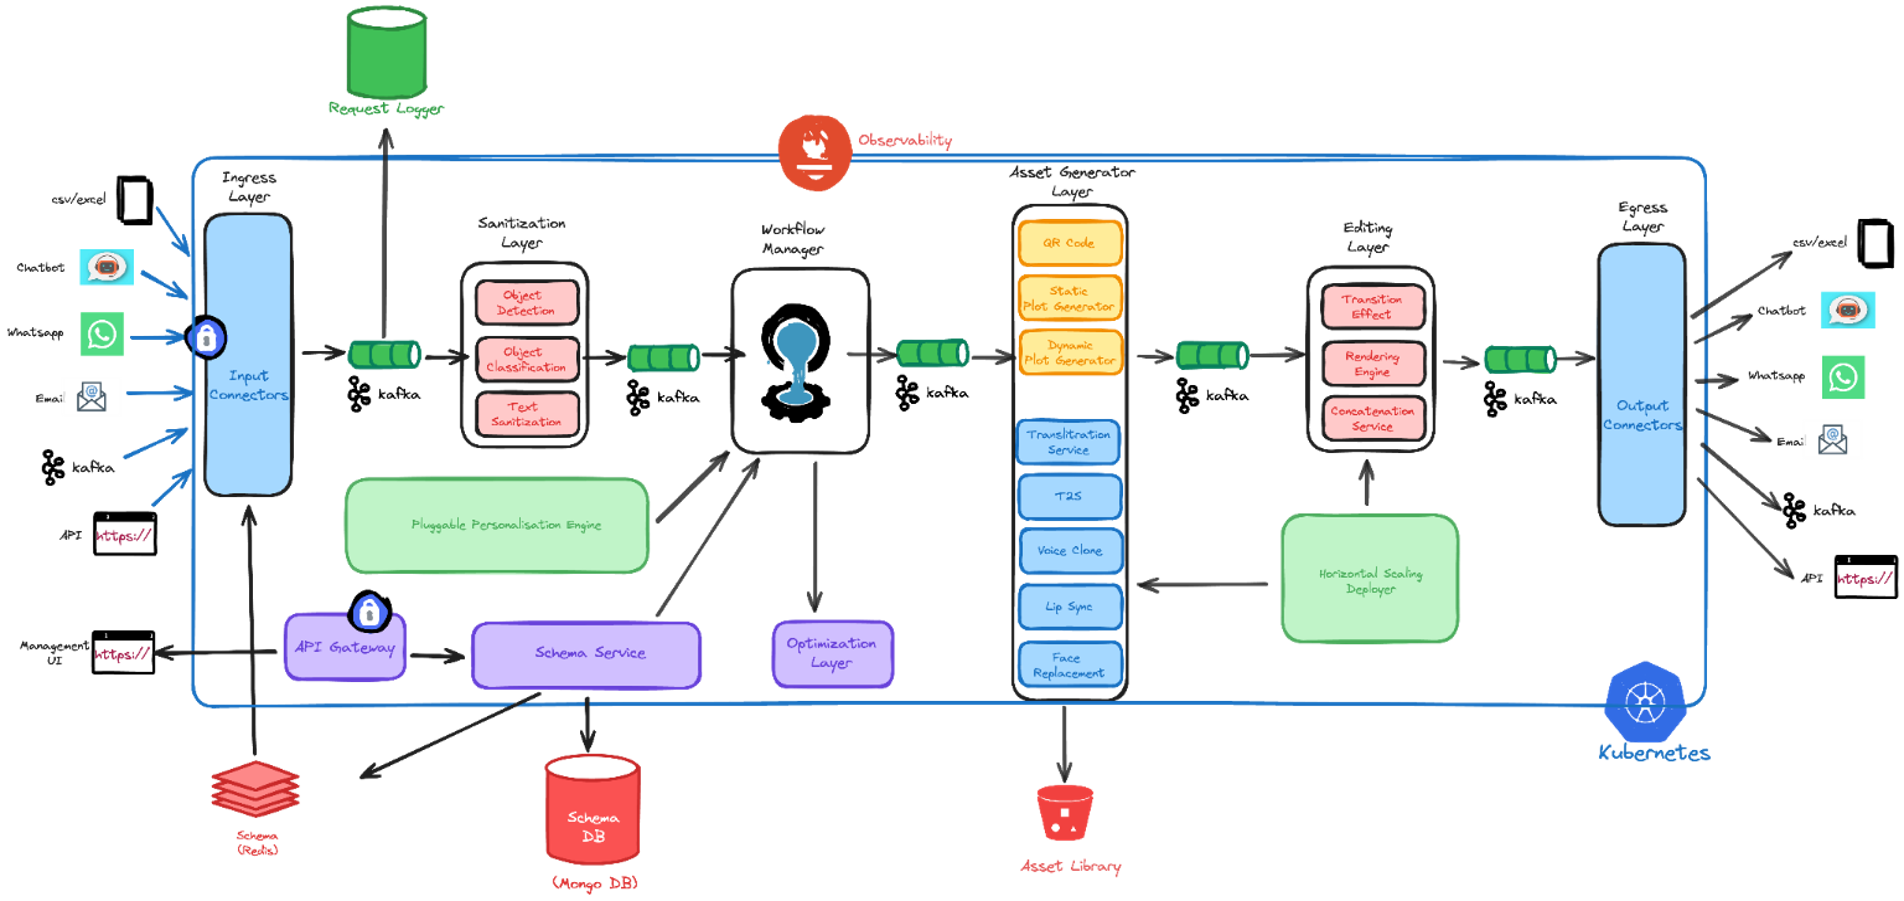 Request Logger
Observability
Ingress
Layer
csv/excel
Chatbot
Whatsapp
Email
kafka
API
https://
Input
Connectors
kafka
Sanitization
Layer
Object
Detection
Object
Classification
Text
Sanitization
kafka
Workflow
Manager
kafka
Asset Generator
Layer
QR Code
Static
Plot Generator
Dynamic
Plot Generator
Translitration
Service
T2S
Voice Clone
Lip Sync
Face
Replacement
kafka
Editing
Layer
Transition
Effect
Rendering
Engine
Concatenation
Service
kafka
Egress
Layer
Output
Connectors
csv/excel
Chatbot
Whatsapp
Email
kafka
API
https://
Pluggable Personalisation Engine
Horizontal Scaling
Deployer
Management
UI
https://
API Gateway
Schema Service
Optimization
Layer
Kubernetes
Schema
(Redis)
Schema
DB
(Mongo DB)
Asset Library